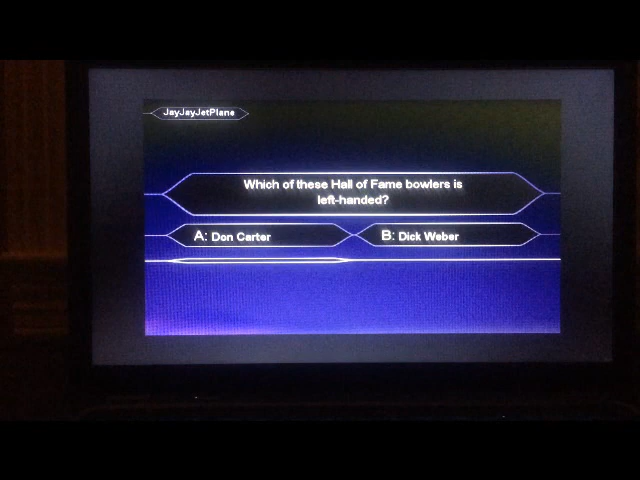 JayJayJetPlane
Which of these Hall of Fame bowlers is
left-handed?
A: Don Carter
B: Dick Weber